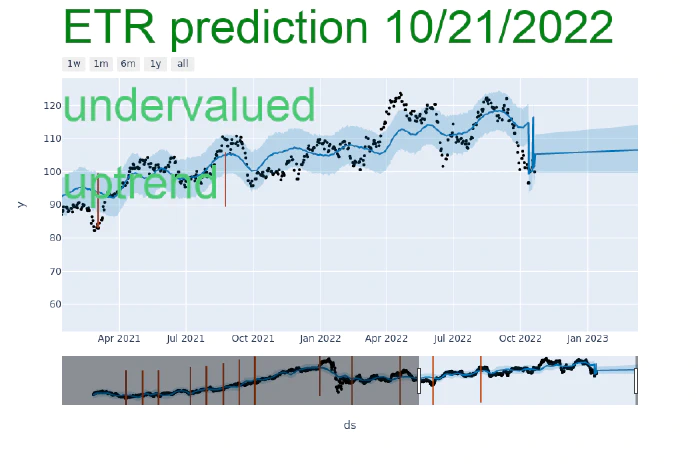 ETR prediction 10/21/2022
1w 1m 6m 1y all
undervalued
uptrend
120
110
100
90
80
70
60
y
Apr 2021 Jul 2021 Oct 2021 Jan 2022 Apr 2022 Jul 2022 Oct 2022 Jan 2023
ds